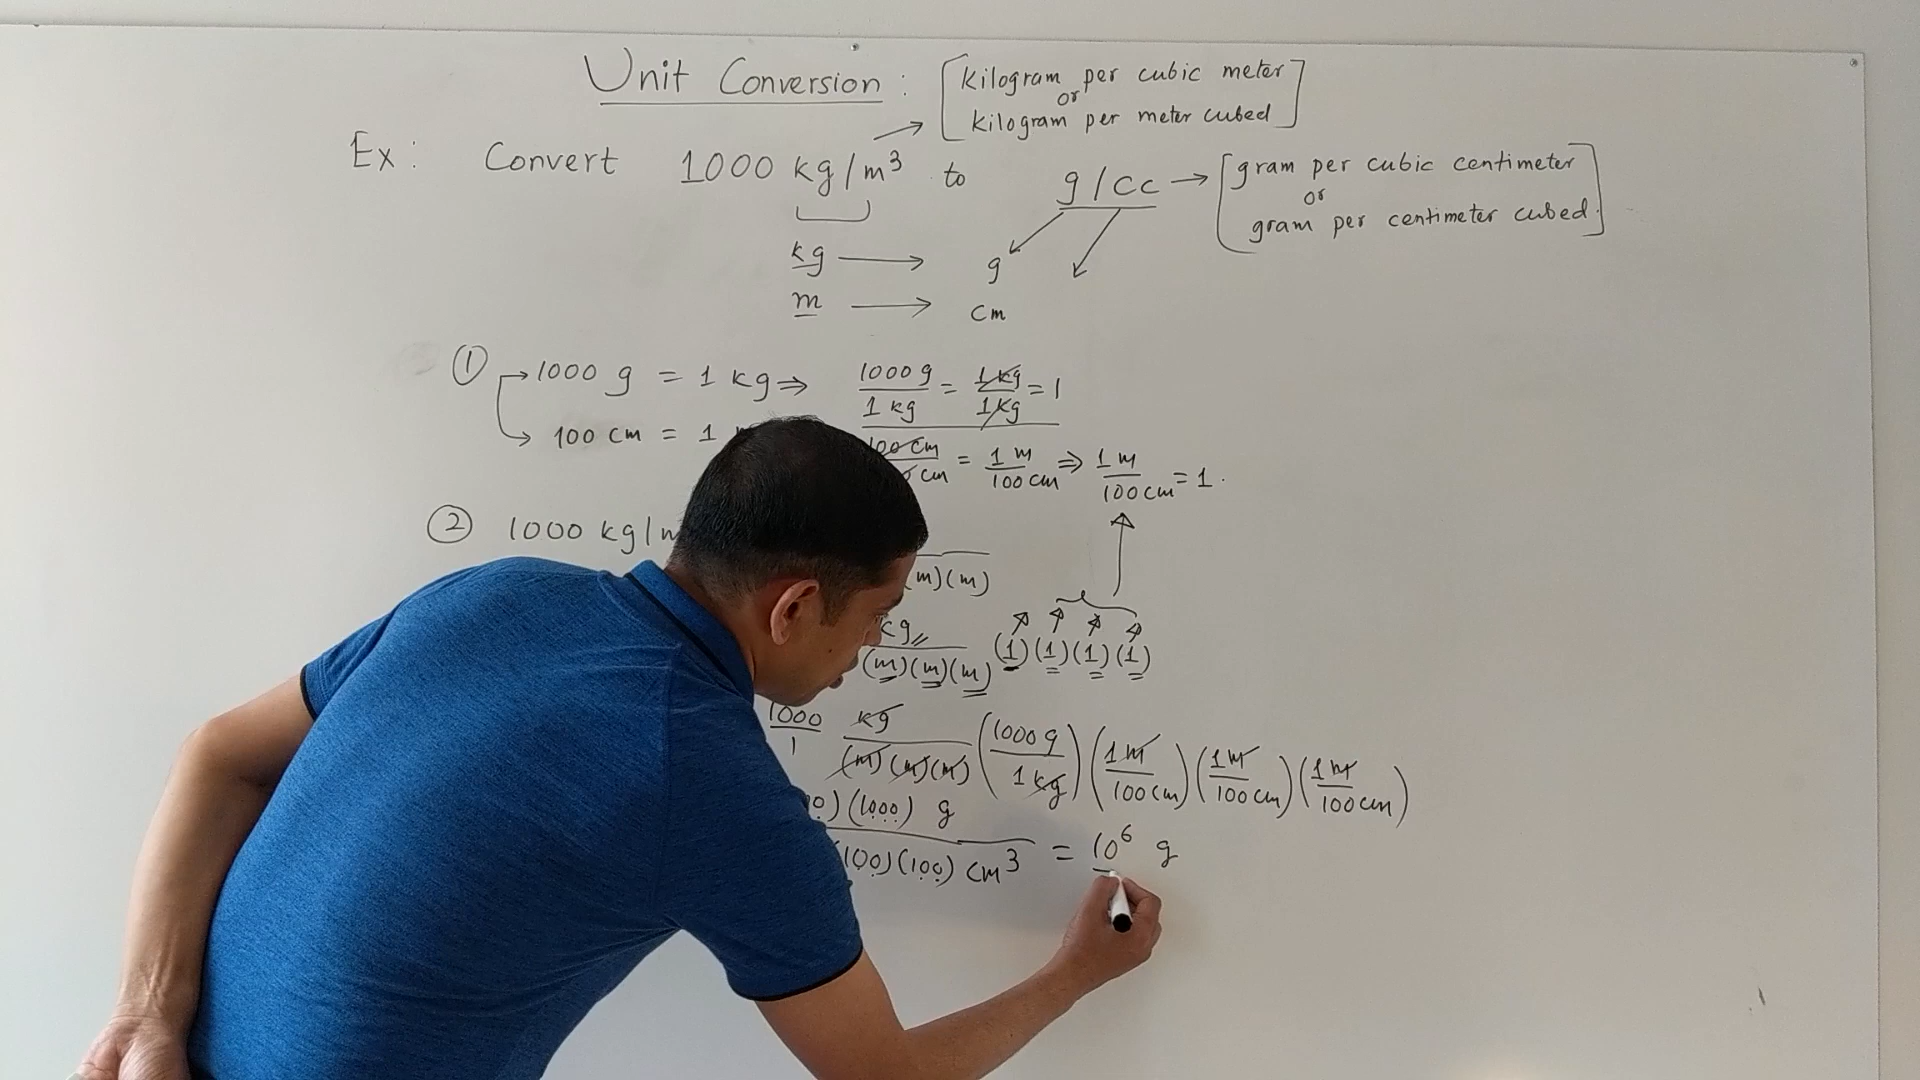 Unit Conversion : [kilogram per cubic meter
or
kilogram per meter cubed]
Ex : Convert 1000 kg/m³ to g/cc → [gram per cubic centimeter
or
gram per centimeter cubed.]
kg → g
m → cm
① 1000 g = 1 kg ⇒ 1000 g / 1 kg = 1 kg / 1 kg = 1
100 cm = 1 100 cm / cm = 1 m / 100 cm ⇒ 1 m / 100 cm = 1.
② 1000 kg/m
m)(m)
kg / (m)(m)(m) (1)(1)(1)(1)
1000 / 1 kg / (m)(m)(m) (1000 g / 1 kg) (1 m / 100 cm) (1 m / 100 cm) (1 m / 100 cm)
0)(1000) g / (100)(100) cm³ = 10⁶ g